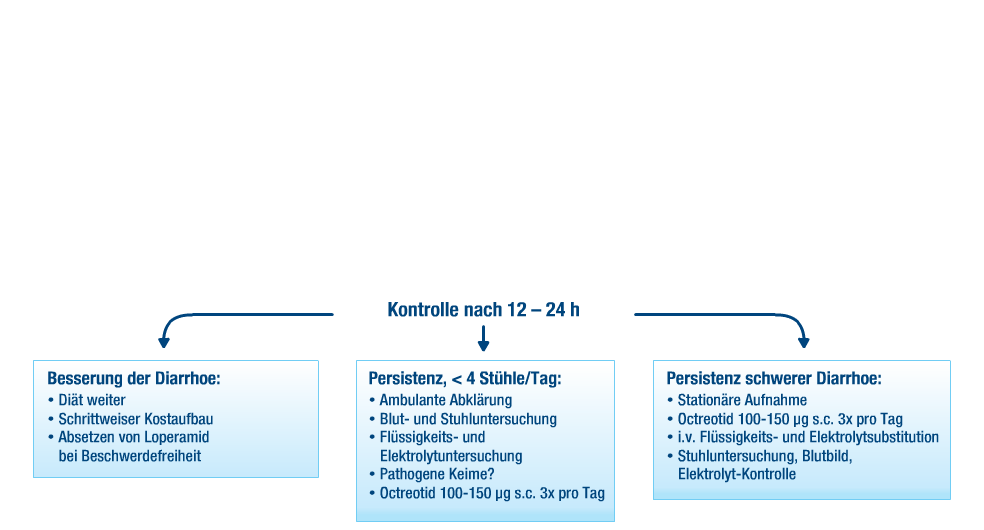 Kontrolle nach 12 – 24 h
Besserung der Diarrhoe:
• Diät weiter
• Schrittweiser Kostaufbau
• Absetzen von Loperamid
bei Beschwerdefreiheit
Persistenz, < 4 Stühle/Tag:
• Ambulante Abklärung
• Blut- und Stuhluntersuchung
• Flüssigkeits- und
Elektrolytuntersuchung
• Pathogene Keime?
• Octreotid 100-150 µg s.c. 3x pro Tag
Persistenz schwerer Diarrhoe:
• Stationäre Aufnahme
• Octreotid 100-150 µg s.c. 3x pro Tag
• i.v. Flüssigkeits- und Elektrolytsubstitution
• Stuhluntersuchung, Blutbild,
Elektrolyt-Kontrolle